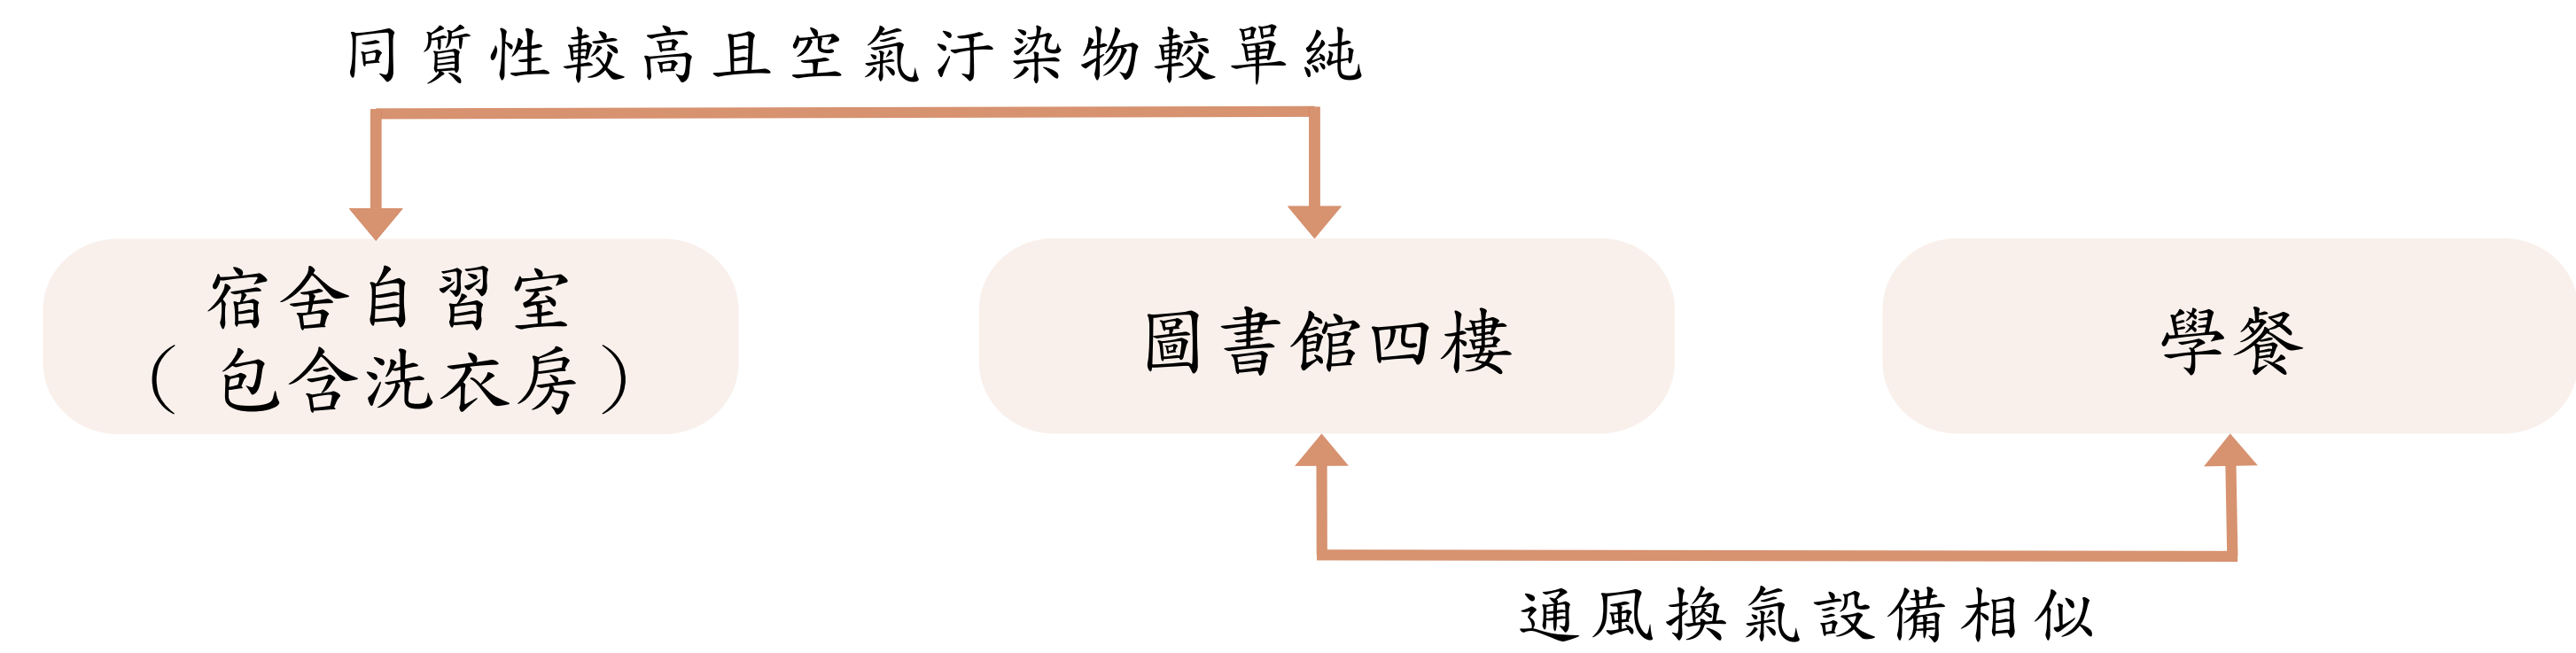 同質性較高且空氣汙染物較單純
宿舍自習室
（包含洗衣房）
圖書館四樓
學餐
通風換氣設備相似